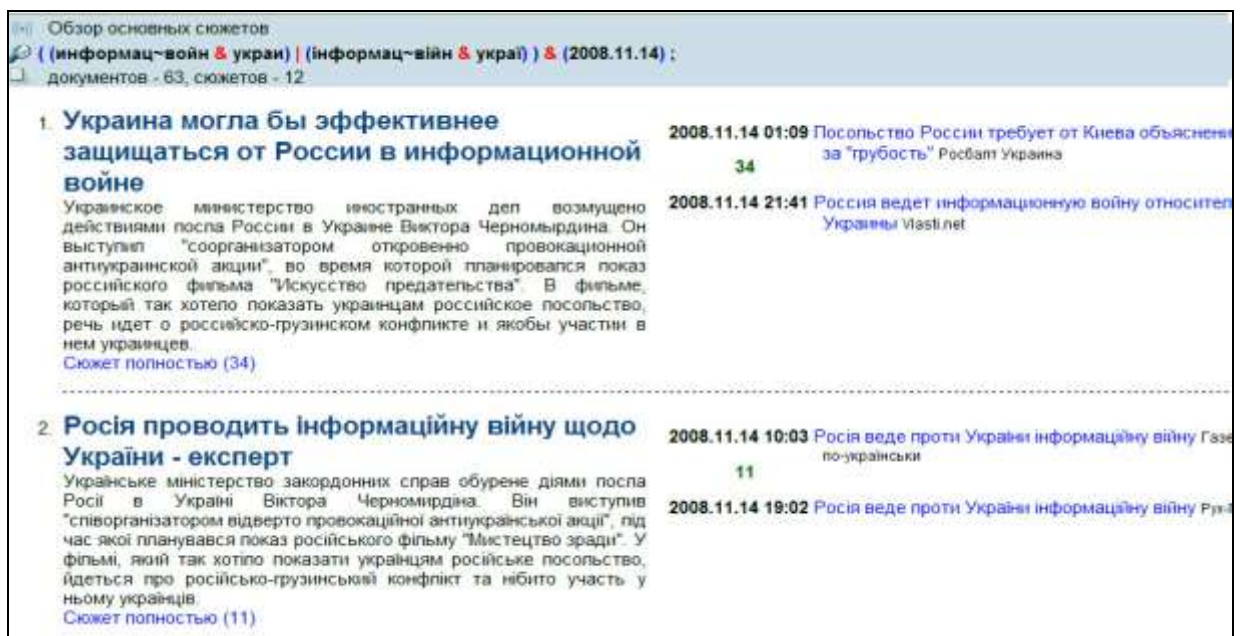 Обзор основных сюжетов
( (информац~войн & украи) | (інформац~війн & украї) ) & (2008.11.14) ;
документов - 63, сюжетов - 12
1. Украина могла бы эффективнее
защищаться от России в информационной
войне
Украинское министерство иностранных дел возмущено
действиями посла России в Украине Виктора Черномырдина. Он
выступил "соорганизатором откровенно провокационной
антиукраинской акции", во время которой планировался показ
российского фильма "Искусство предательства". В фильме,
который так хотело показать украинцам российское посольство,
речь идет о российско-грузинском конфликте и якобы участии в
нем украинцев.
Сюжет полностью (34)
2008.11.14 01:09 Посольство России требует от Киева объяснени
за "грубость" Росбалт Украина
34
2008.11.14 21:41 Россия ведет информационную войну относител
Украины Vlasti.net
2. Росія проводить інформаційну війну щодо
України - експерт
Українське міністерство закордонних справ обурене діями посла
Росії в Україні Віктора Черномирдіна. Він виступив
"співорганізатором відверто провокаційної антиукраїнської акції", під
час якої планувався показ російського фільму "Мистецтво зради". У
фільмі, який так хотіло показати українцям російське посольство,
йдеться про російсько-грузинський конфлікт та нібито участь у
ньому українців.
Сюжет полностью (11)
2008.11.14 10:03 Росія веде проти України інформаційну війну Газе
по-українськи
11
2008.11.14 19:02 Росія веде проти України інформаційну війну